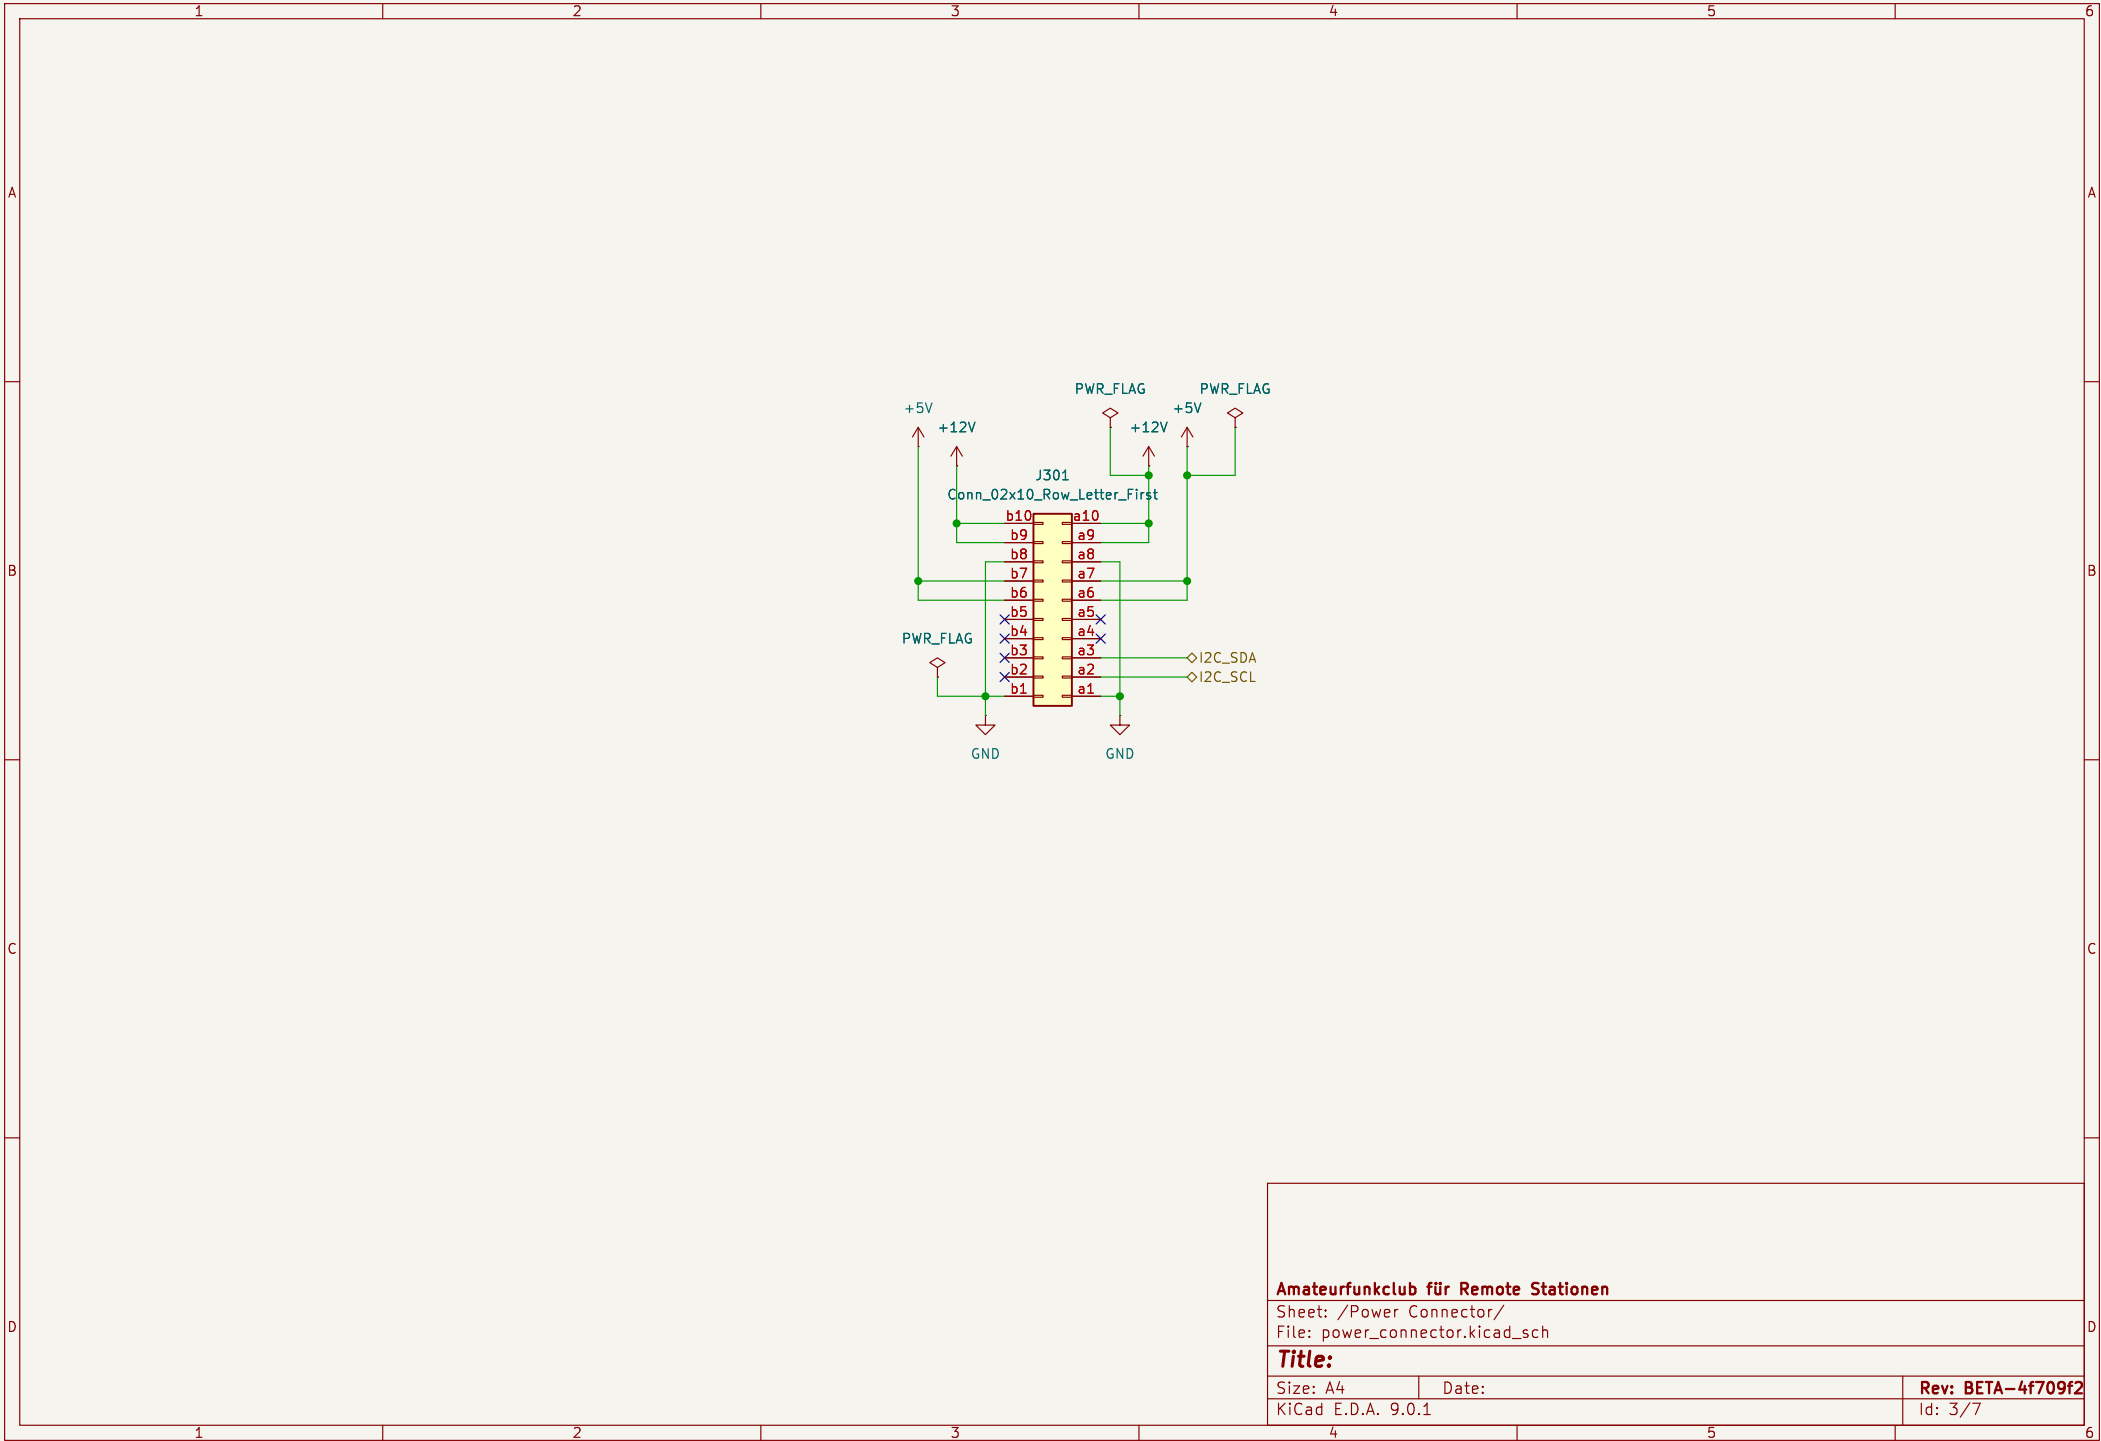 1 2 3 4 5 6
A A
PWR_FLAG PWR_FLAG
+5V +5V
+12V +12V
J301
Conn_02x10_Row_Letter_First
b10 a10
b9 a9
b8 a8
B b7 a7 B
b6 a6
b5 a5
PWR_FLAG b4 a4
b3 a3 I2C_SDA
b2 a2 I2C_SCL
b1 a1
GND GND
C C
Amateurfunkclub für Remote Stationen
Sheet: /Power Connector/
D D
File: power_connector.kicad_sch
Title:
Size: A4 Date: Rev: BETA-4f709f2
KiCad E.D.A. 9.0.1 Id: 3/7
1 2 3 4 5 6